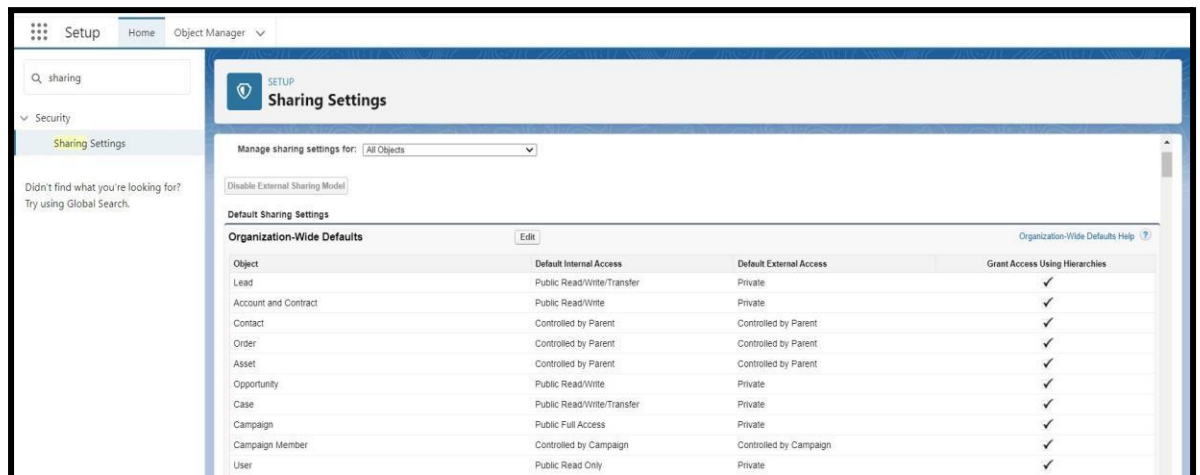 Setup Home Object Manager
sharing
Security
Sharing Settings
Didn't find what you're looking for?
Try using Global Search.
SETUP
Sharing Settings
Manage sharing settings for: All Objects
Disable External Sharing Model
Default Sharing Settings
Organization-Wide Defaults Edit Organization-Wide Defaults Help ?
Object Default Internal Access Default External Access Grant Access Using Hierarchies
Lead Public Read/Write/Transfer Private ✓
Account and Contract Public Read/Write Private ✓
Contact Controlled by Parent Controlled by Parent ✓
Order Controlled by Parent Controlled by Parent ✓
Asset Controlled by Parent Controlled by Parent ✓
Opportunity Public Read/Write Private ✓
Case Public Read/Write/Transfer Private ✓
Campaign Public Full Access Private ✓
Campaign Member Controlled by Campaign Controlled by Campaign ✓
User Public Read Only Private ✓